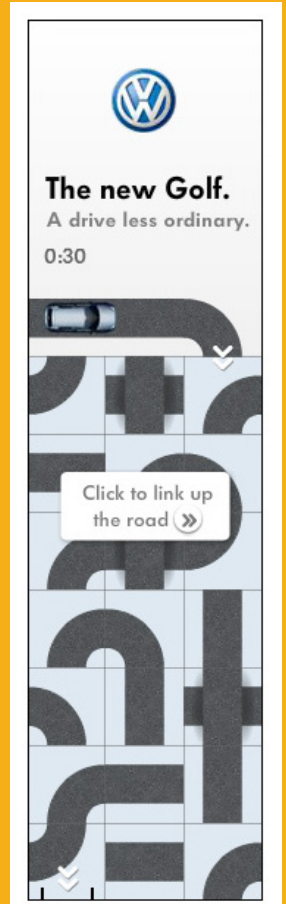 The new Golf.
A drive less ordinary.
0:30
Click to link up
the road